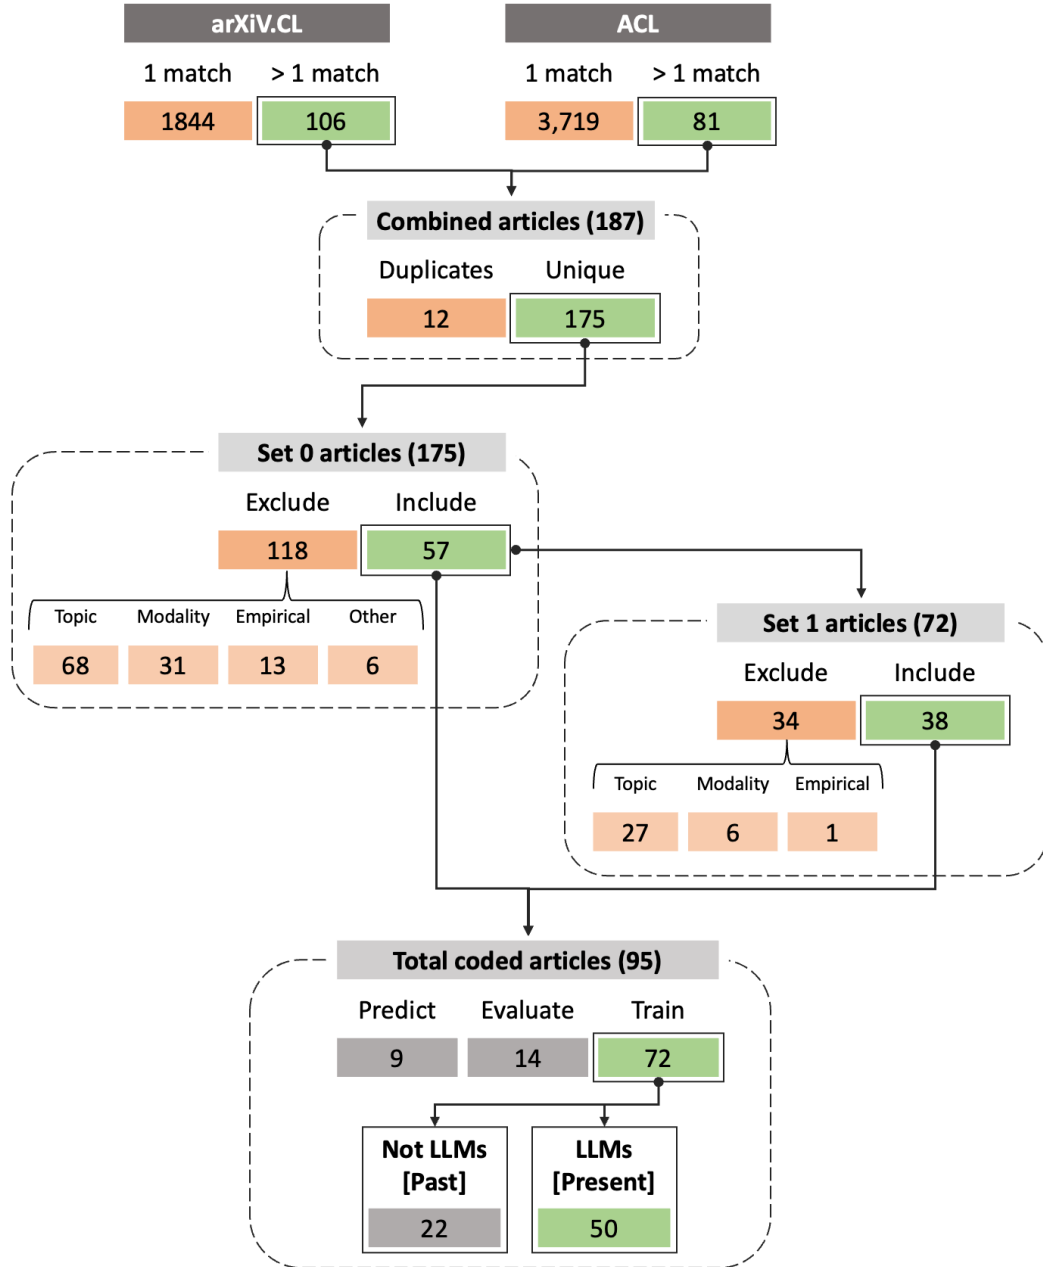 arXiV.CL ACL
1 match > 1 match 1 match > 1 match
1844 106 3,719 81
Combined articles (187)
Duplicates Unique
12 175
Set 0 articles (175)
Exclude Include
118 57
Topic Modality Empirical Other
68 31 13 6
Set 1 articles (72)
Exclude Include
34 38
Topic Modality Empirical
27 6 1
Total coded articles (95)
Predict Evaluate Train
9 14 72
Not LLMs LLMs
[Past] [Present]
22 50